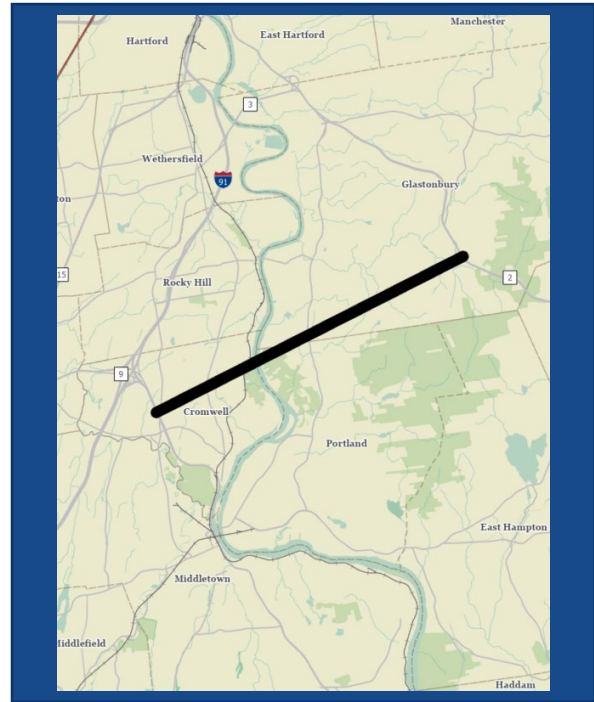 Manchester
East Hartford
Hartford
3
Wethersfield
91
Glastonbury
ton
15
Rocky Hill
2
9
Cromwell
Portland
East Hampton
Middletown
iddlefield
Haddam